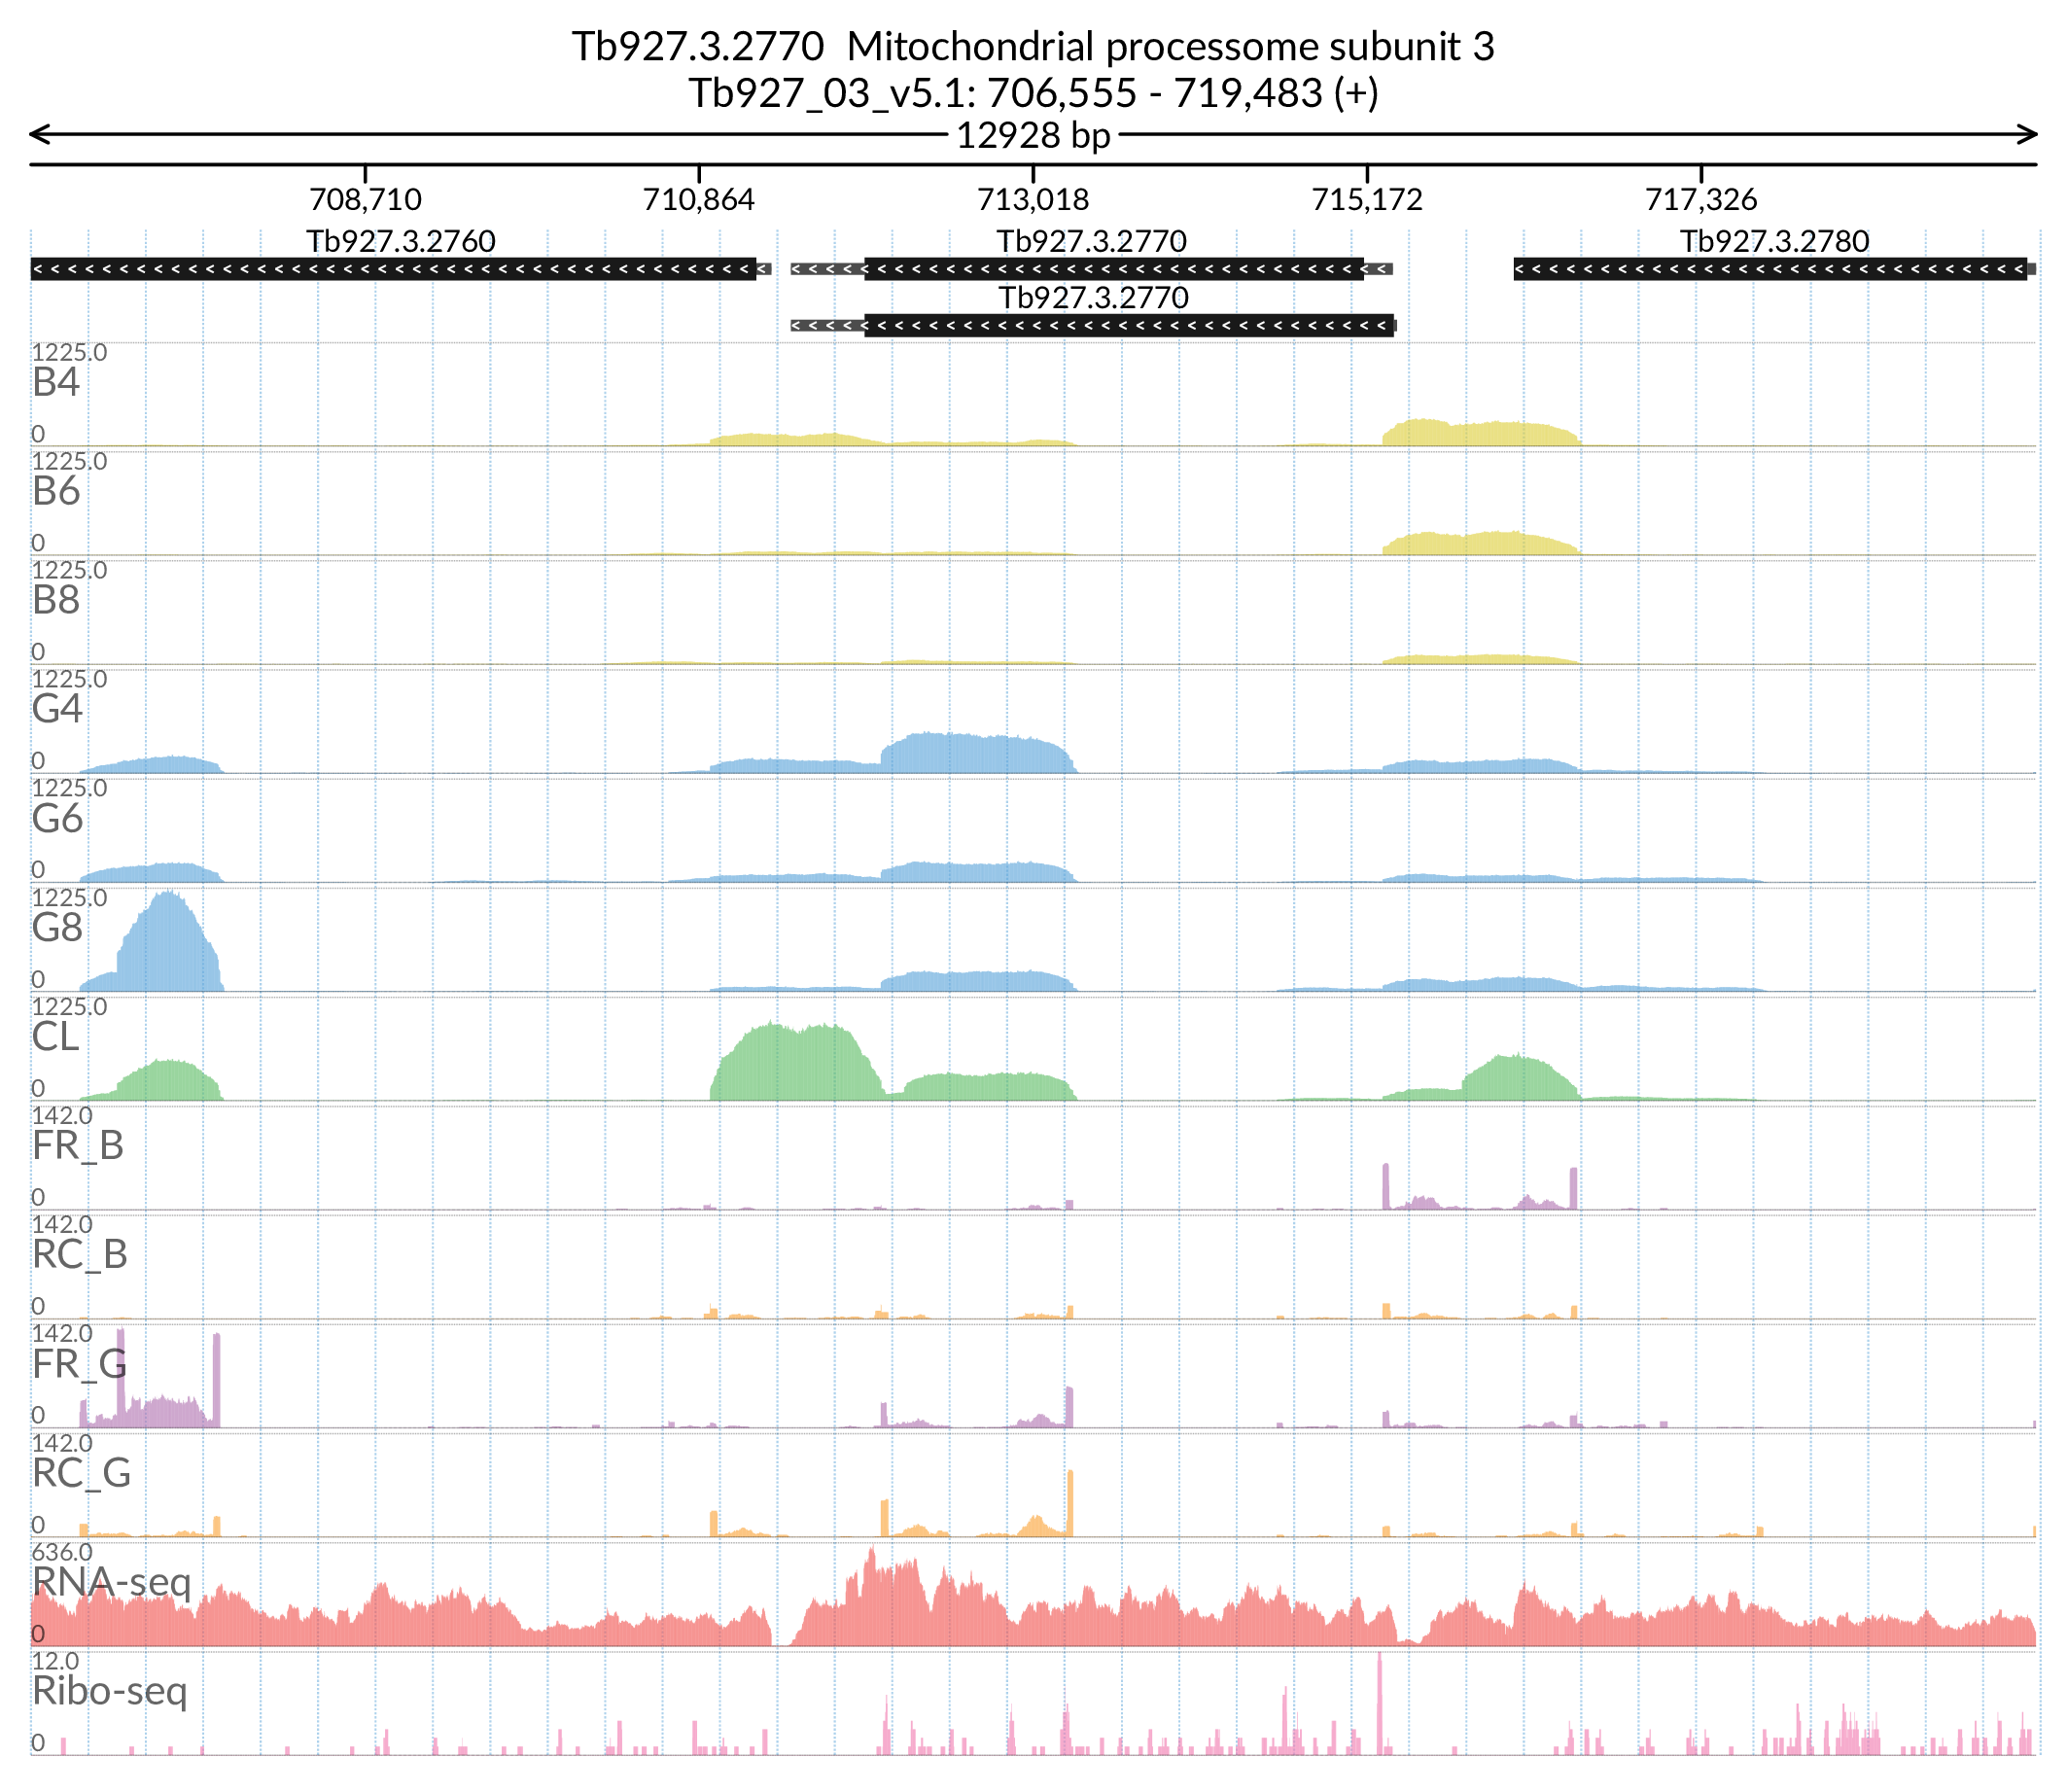 Tb927.3.2770  Mitochondrial processome subunit 3
Tb927_03_v5.1: 706,555 - 719,483 (+)
12928 bp
708,710 710,864 713,018 715,172 717,326
Tb927.3.2760 Tb927.3.2770 Tb927.3.2780
Tb927.3.2770
1225.0
B4
0
1225.0
B6
0
1225.0
B8
0
1225.0
G4
0
1225.0
G6
0
1225.0
G8
0
1225.0
CL
0
142.0
FR_B
0
142.0
RC_B
0
142.0
FR_G
0
142.0
RC_G
0
636.0
RNA-seq
0
12.0
Ribo-seq
0